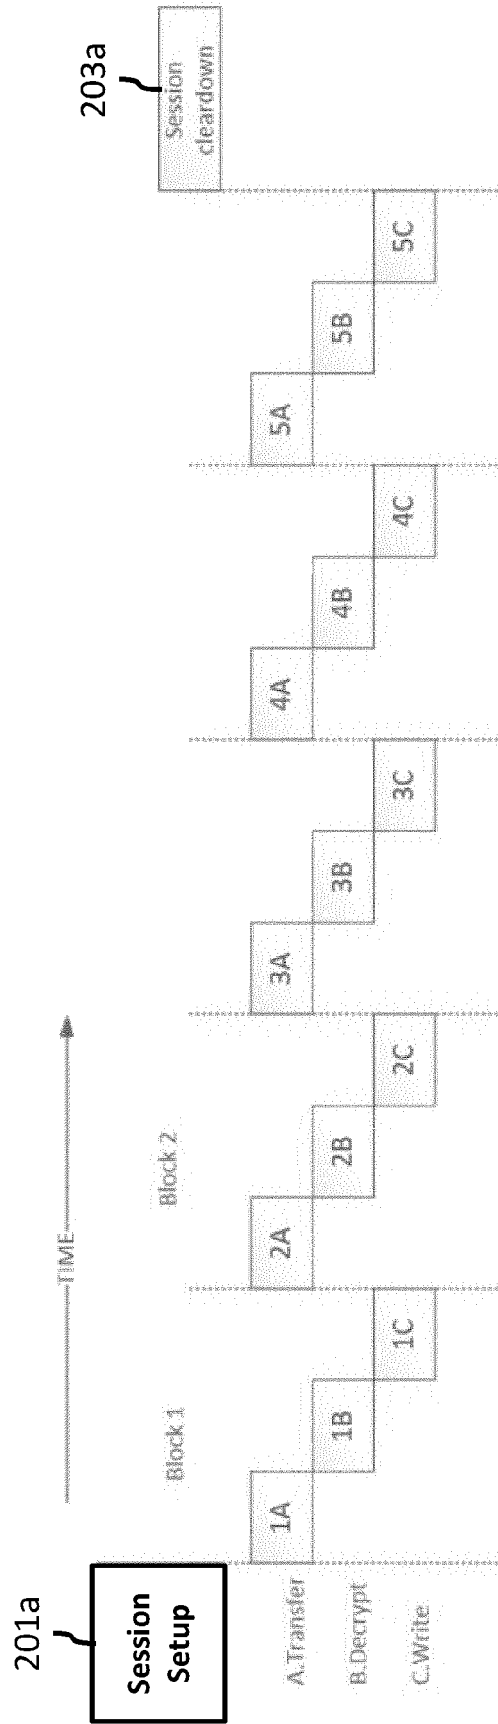 201a
203a
Session
Setup
TIME
Block 1
Block 2
Session
cleardown
A.Transfer
1A
2A
3A
4A
5A
B.Decrypt
1B
2B
3B
4B
5B
C.Write
1C
2C
3C
4C
5C